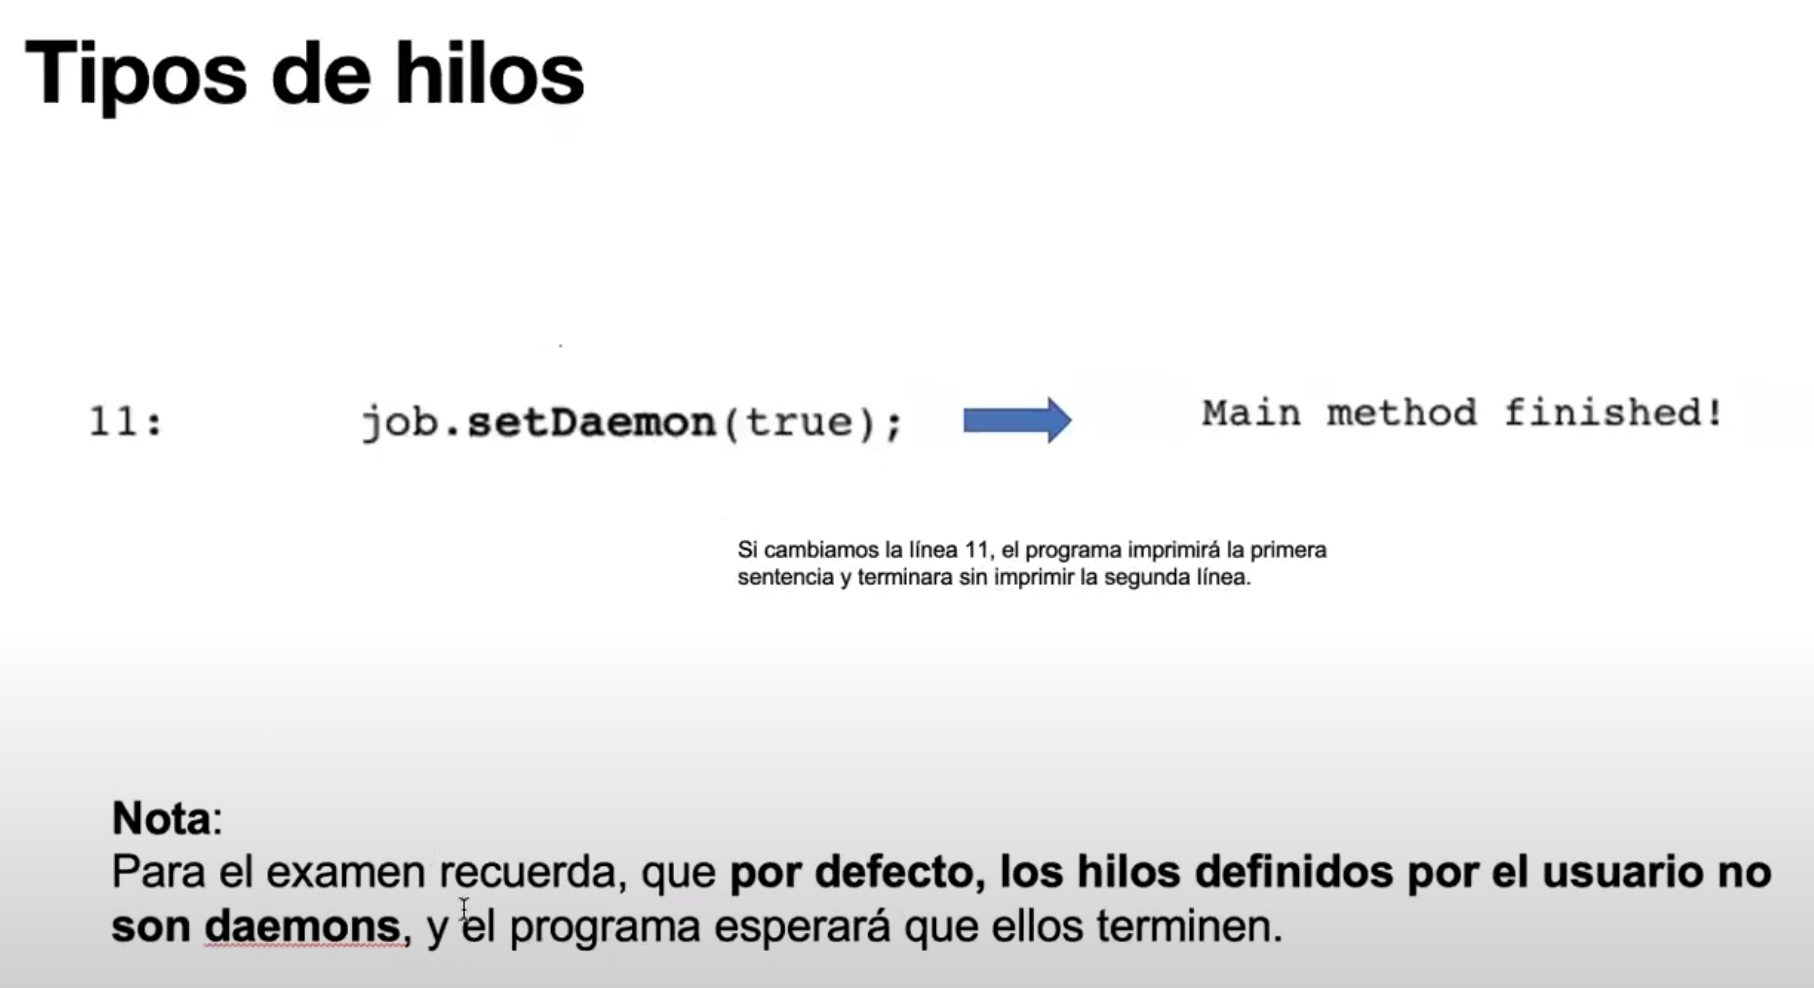 Tipos de hilos
11: job.setDaemon(true); Main method finished!
Si cambiamos la línea 11, el programa imprimirá la primera
sentencia y terminara sin imprimir la segunda línea.
Nota:
Para el examen recuerda, que por defecto, los hilos definidos por el usuario no
son daemons, y el programa esperará que ellos terminen.